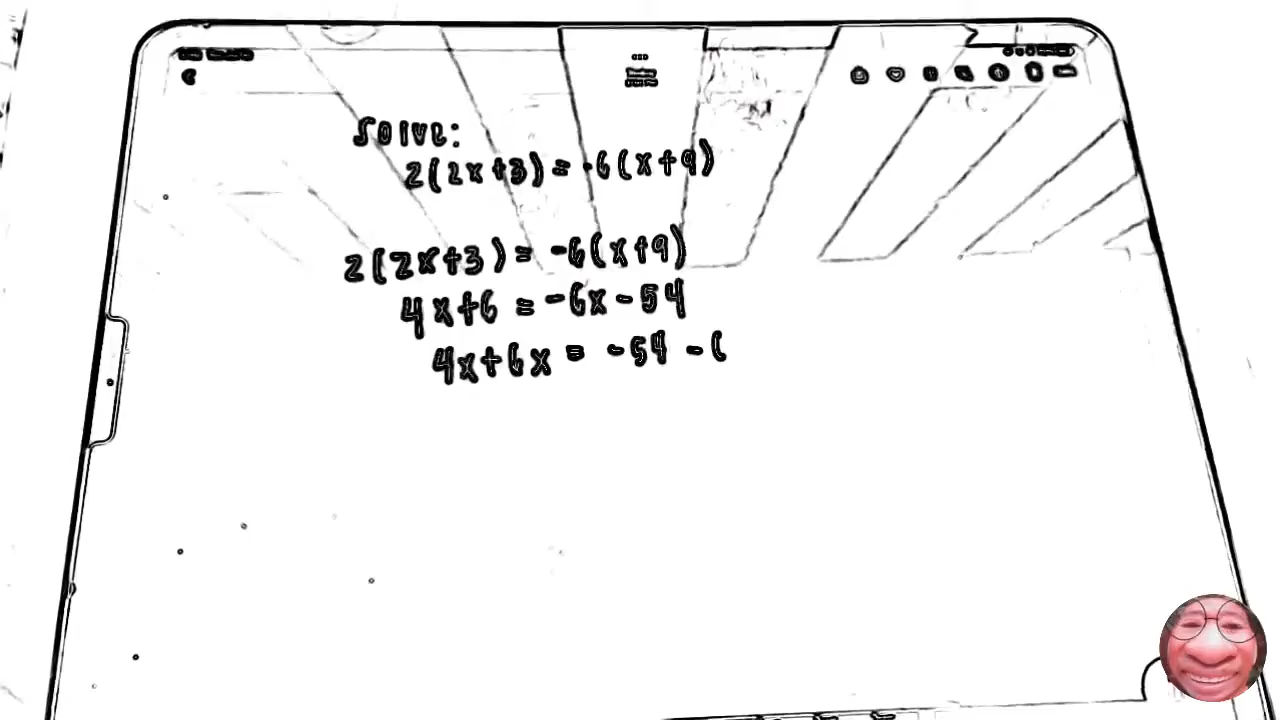 SOLVE:
2(2x+3) = -6(x+9)
2(2x+3) = -6(x+9)
4x+6 = -6x-54
4x+6x = -54 -6